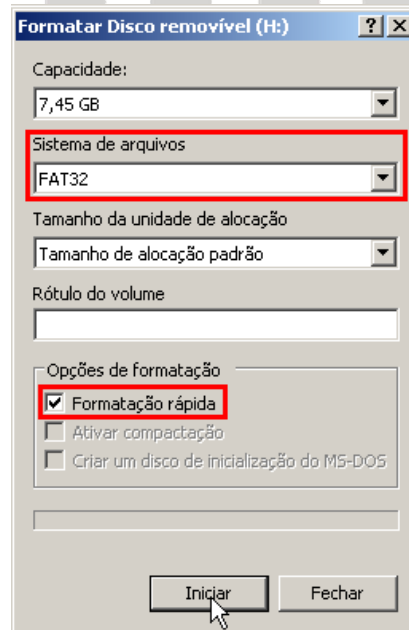 Formatar Disco removível (H:)
Capacidade:
7,45 GB
Sistema de arquivos
FAT32
Tamanho da unidade de alocação
Tamanho de alocação padrão
Rótulo do volume
Opções de formatação
Formatação rápida
Ativar compactação
Criar um disco de inicialização do MS-DOS
Iniciar Fechar